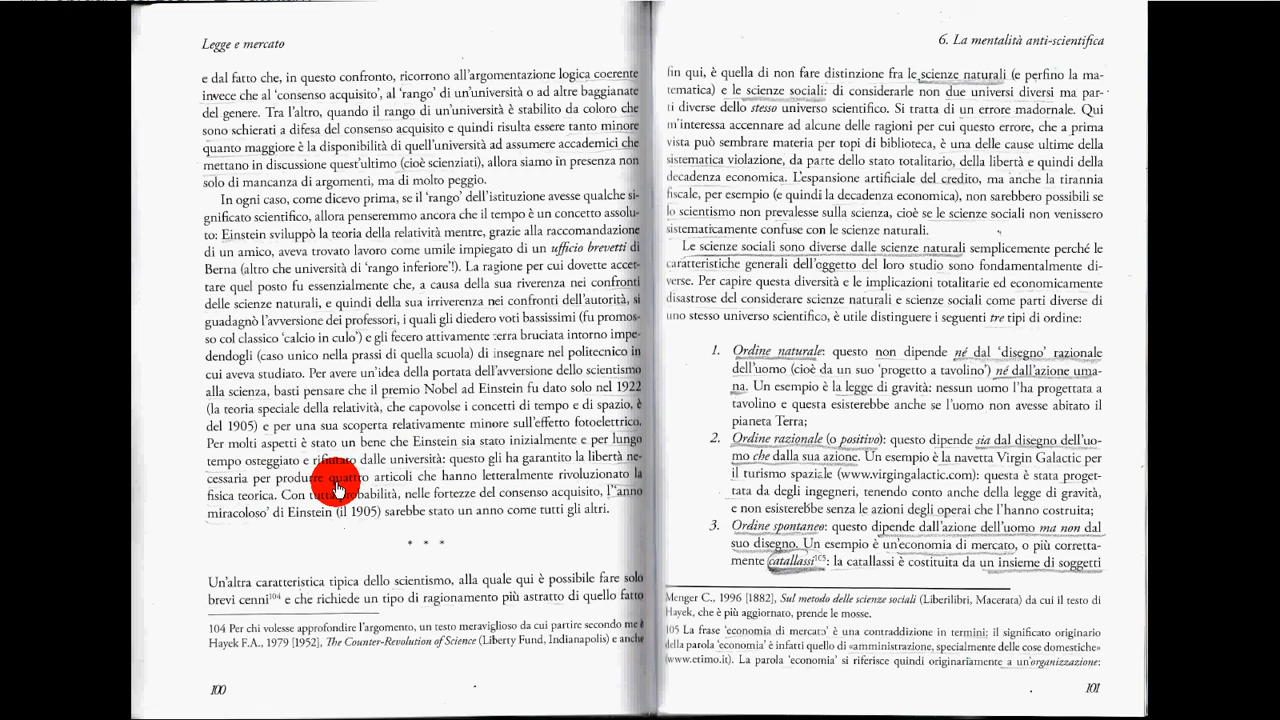 Legge e mercato
e dal fatto che, in questo confronto, ricorrono all'argomentazione logica coerente
invece che al 'consenso acquisito', al 'rango' di un'università o ad altre baggianate
del genere. Tra l'altro, quando il rango di un'università è stabilito da coloro che
sono schierati a difesa del consenso acquisito e quindi risulta essere tanto minore
quanto maggiore è la disponibilità di quell'università ad assumere accademici che
mettano in discussione quest'ultimo (cioè scienziati), allora siamo in presenza non
solo di mancanza di argomenti, ma di molto peggio.
In ogni caso, come dicevo prima, se il 'rango' dell'istituzione avesse qualche si-
gnificato scientifico, allora penseremmo ancora che il tempo è un concetto assolu-
to: Einstein sviluppò la teoria della relatività mentre, grazie alla raccomandazione
di un amico, aveva trovato lavoro come umile impiegato di un ufficio brevetti di
Berna (altro che università di 'rango inferiore'!). La ragione per cui dovette accet-
tare quel posto fu essenzialmente che, a causa della sua riverenza nei confronti
delle scienze naturali, e quindi della sua irriverenza nei confronti dell'autorità, si
guadagnò l'avversione dei professori, i quali gli diedero voti bassissimi (fu promos-
so col classico 'calcio in culo') e gli fecero attivamente terra bruciata intorno impe-
dendogli (caso unico nella prassi di quella scuola) di insegnare nel politecnico in
cui aveva studiato. Per avere un'idea della portata dell'avversione dello scientismo
alla scienza, basti pensare che il premio Nobel ad Einstein fu dato solo nel 1922
(la teoria speciale della relatività, che capovolse i concetti di tempo e di spazio, è
del 1905) e per una sua scoperta relativamente minore sull'effetto fotoelettrico.
Per molti aspetti è stato un bene che Einstein sia stato inizialmente e per lungo
tempo osteggiato e rifiutato dalle università: questo gli ha garantito la libertà ne-
cessaria per produrre quattro articoli che hanno letteralmente rivoluzionato la
fisica teorica. Con tutta probabilità, nelle fortezze del consenso acquisito, l''anno
miracoloso' di Einstein (il 1905) sarebbe stato un anno come tutti gli altri.
* * *
Un'altra caratteristica tipica dello scientismo, alla quale qui è possibile fare solo
brevi cenni104 e che richiede un tipo di ragionamento più astratto di quello fatto
104 Per chi volesse approfondire l'argomento, un testo meraviglioso da cui partire secondo me è
Hayek F.A., 1979 [1952], The Counter-Revolution of Science (Liberty Fund, Indianapolis) e anche
100
6. La mentalità anti-scientifica
fin qui, è quella di non fare distinzione fra le scienze naturali (e perfino la ma-
tematica) e le scienze sociali: di considerarle non due universi diversi ma par-
ti diverse dello stesso universo scientifico. Si tratta di un errore madornale. Qui
m'interessa accennare ad alcune delle ragioni per cui questo errore, che a prima
vista può sembrare materia per topi di biblioteca, è una delle cause ultime della
sistematica violazione, da parte dello stato totalitario, della libertà e quindi della
decadenza economica. L'espansione artificiale del credito, ma anche la tirannia
fiscale, per esempio (e quindi la decadenza economica), non sarebbero possibili se
lo scientismo non prevalesse sulla scienza, cioè se le scienze sociali non venissero
sistematicamente confuse con le scienze naturali.
Le scienze sociali sono diverse dalle scienze naturali semplicemente perché le
caratteristiche generali dell'oggetto del loro studio sono fondamentalmente di-
verse. Per capire questa diversità e le implicazioni totalitarie ed economicamente
disastrose del considerare scienze naturali e scienze sociali come parti diverse di
uno stesso universo scientifico, è utile distinguere i seguenti tre tipi di ordine:
1. Ordine naturale: questo non dipende né dal 'disegno' razionale
dell'uomo (cioè da un suo 'progetto a tavolino') né dall'azione uma-
na. Un esempio è la legge di gravità: nessun uomo l'ha progettata a
tavolino e questa esisterebbe anche se l'uomo non avesse abitato il
pianeta Terra;
2. Ordine razionale (o positivo): questo dipende sia dal disegno dell'uo-
mo che dalla sua azione. Un esempio è la navetta Virgin Galactic per
il turismo spaziale (www.virgingalactic.com): questa è stata proget-
tata da degli ingegneri, tenendo conto anche della legge di gravità,
e non esisterebbe senza le azioni degli operai che l'hanno costruita;
3. Ordine spontaneo: questo dipende dall'azione dell'uomo ma non dal
suo disegno. Un esempio è un'economia di mercato, o più corretta-
mente catallassi105: la catallassi è costituita da un insieme di soggetti
Menger C., 1996 [1882], Sul metodo delle scienze sociali (Liberilibri, Macerata) da cui il testo di
Hayek, che è più aggiornato, prende le mosse.
105 La frase 'economia di mercato' è una contraddizione in termini: il significato originario
della parola 'economia' è infatti quello di «amministrazione, specialmente delle cose domestiche»
(www.etimo.it). La parola 'economia' si riferisce quindi originariamente a un'organizzazione:
101